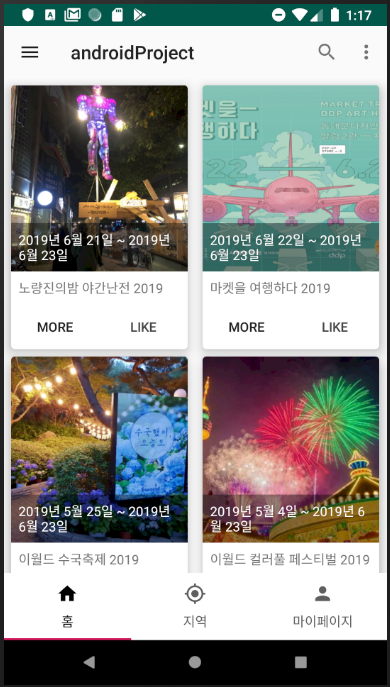 1:17
androidProject
켓을
행하다
MARKET TR
DDP ART H
2019년 6월 21일 ~ 2019년
6월 23일
2019년 6월 22일 ~ 2019년
6월 23일
노량진의밤 야간난전 2019
마켓을 여행하다 2019
MORE
LIKE
MORE
LIKE
수국밭이
2019년 5월 25일 ~ 2019년
6월 23일
2019년 5월 4일 ~ 2019년 6
월 23일
이월드 수국축제 2019
이월드 컬러풀 페스티벌 2019
홈
지역
마이페이지